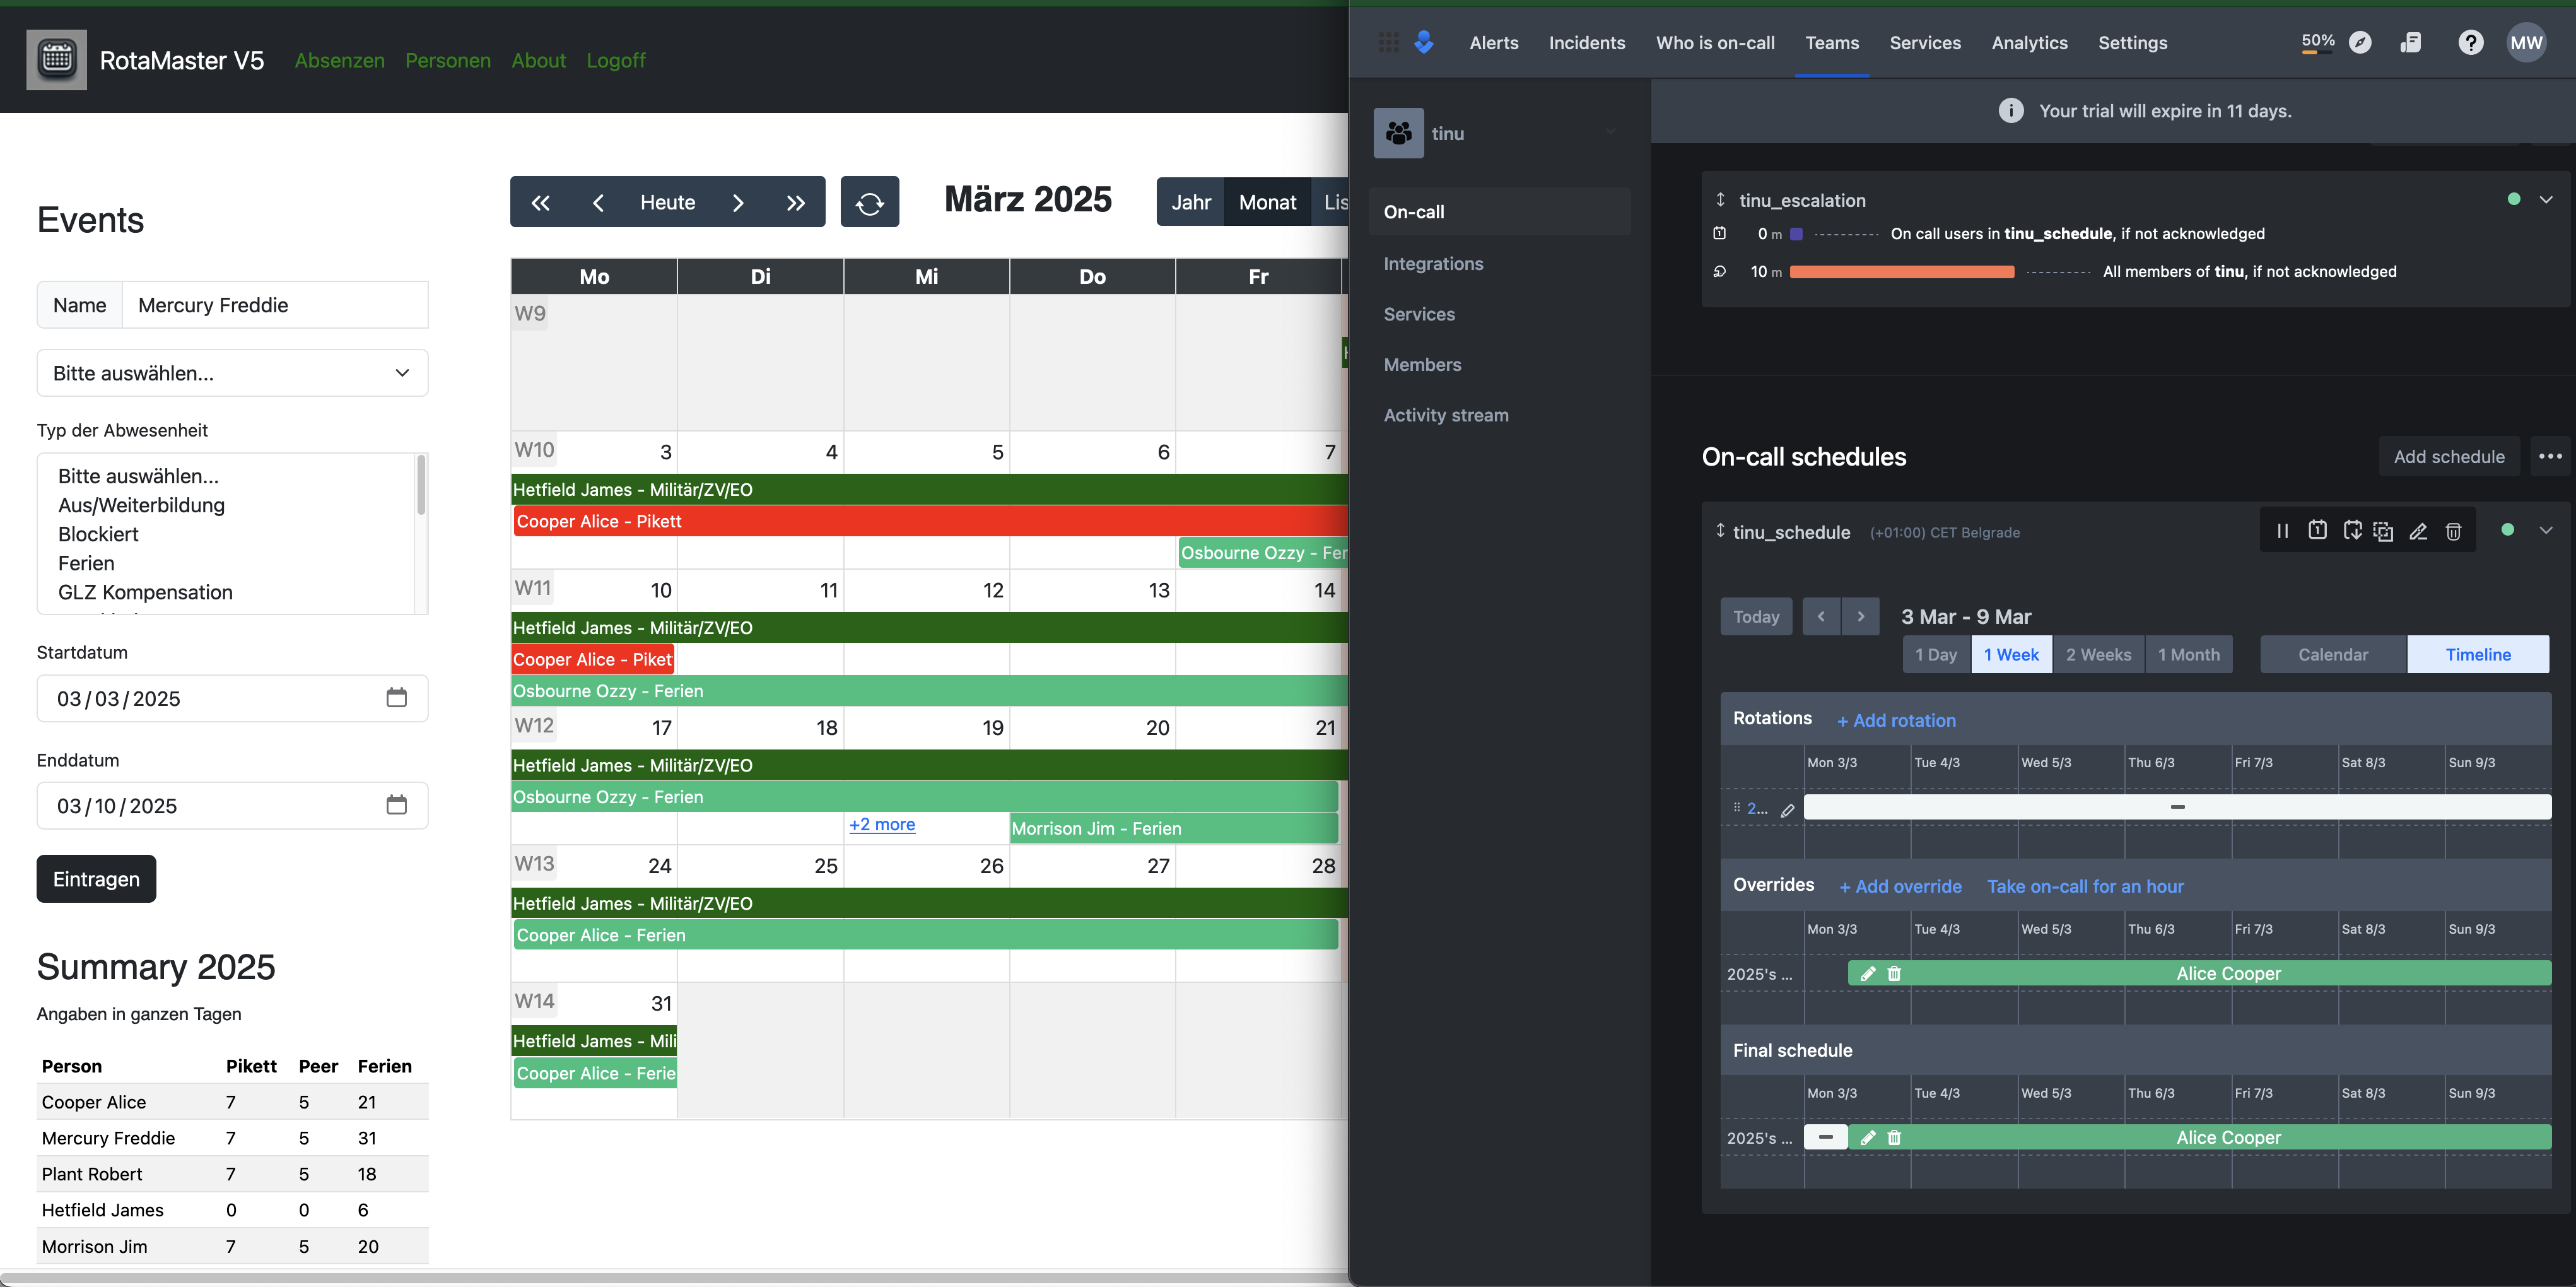 RotaMaster V5
Absenzen
Personen
About
Logoff
Events
Name
Mercury Freddie
Bitte auswählen...
Typ der Abwesenheit
Bitte auswählen...
Aus/Weiterbildung
Blockiert
Ferien
GLZ Kompensation
Startdatum
03/03/2025
Enddatum
03/10/2025
Eintragen
Summary 2025
Angaben in ganzen Tagen
Person Pikett Peer Ferien
Cooper Alice 7 5 21
Mercury Freddie 7 5 31
Plant Robert 7 5 18
Hetfield James 0 0 6
Morrison Jim 7 5 20
Heute
März 2025
Jahr Monat Lis
Mo Di Mi Do Fr
W9
W10 3 4 5 6 7
Hetfield James - Militär/ZV/EO
Cooper Alice - Pikett
Osbourne Ozzy - Fer
W11 10 11 12 13 14
Hetfield James - Militär/ZV/EO
Cooper Alice - Piket
Osbourne Ozzy - Ferien
W12 17 18 19 20 21
Hetfield James - Militär/ZV/EO
Osbourne Ozzy - Ferien
+2 more
Morrison Jim - Ferien
W13 24 25 26 27 28
Hetfield James - Militär/ZV/EO
Cooper Alice - Ferien
W14 31
Hetfield James - Mili
Cooper Alice - Ferie
Alerts Incidents Who is on-call Teams Services Analytics Settings
50%
MW
tinu
On-call
Integrations
Services
Members
Activity stream
Your trial will expire in 11 days.
tinu_escalation
0 m On call users in tinu_schedule, if not acknowledged
10 m All members of tinu, if not acknowledged
On-call schedules
Add schedule
tinu_schedule (+01:00) CET Belgrade
Today
3 Mar - 9 Mar
1 Day 1 Week 2 Weeks 1 Month
Calendar Timeline
Rotations + Add rotation
Mon 3/3 Tue 4/3 Wed 5/3 Thu 6/3 Fri 7/3 Sat 8/3 Sun 9/3
2...
Overrides + Add override Take on-call for an hour
Mon 3/3 Tue 4/3 Wed 5/3 Thu 6/3 Fri 7/3 Sat 8/3 Sun 9/3
2025's ... Alice Cooper
Final schedule
Mon 3/3 Tue 4/3 Wed 5/3 Thu 6/3 Fri 7/3 Sat 8/3 Sun 9/3
2025's ... Alice Cooper